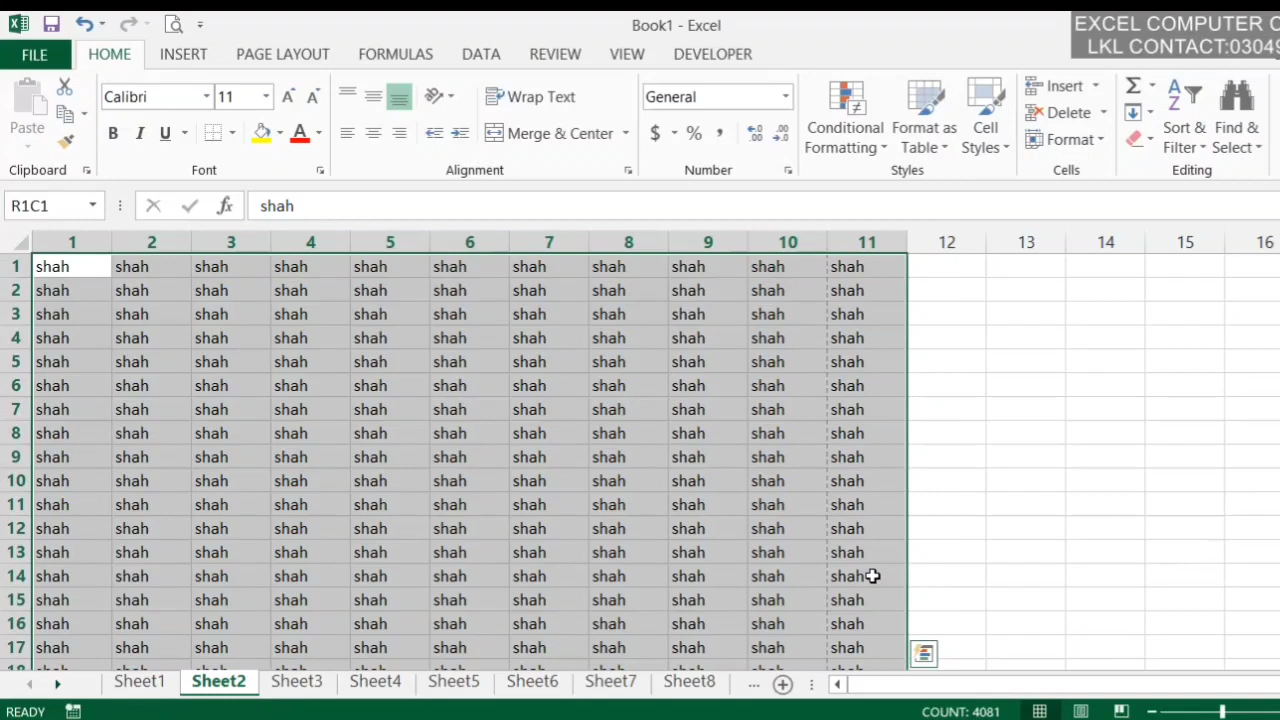 Book1 - Excel
EXCEL COMPUTER C
LKL CONTACT:03049
FILE HOME INSERT PAGE LAYOUT FORMULAS DATA REVIEW VIEW DEVELOPER
Calibri 11 Wrap Text General Insert
Paste B I U Merge & Center $ % , Conditional Formatting Format as Table Cell Styles Delete Format Sort & Filter Find & Select
Clipboard Font Alignment Number Styles Cells Editing
R1C1 fx shah
1 2 3 4 5 6 7 8 9 10 11 12 13 14 15 16
1 shah shah shah shah shah shah shah shah shah shah shah
2 shah shah shah shah shah shah shah shah shah shah shah
3 shah shah shah shah shah shah shah shah shah shah shah
4 shah shah shah shah shah shah shah shah shah shah shah
5 shah shah shah shah shah shah shah shah shah shah shah
6 shah shah shah shah shah shah shah shah shah shah shah
7 shah shah shah shah shah shah shah shah shah shah shah
8 shah shah shah shah shah shah shah shah shah shah shah
9 shah shah shah shah shah shah shah shah shah shah shah
10 shah shah shah shah shah shah shah shah shah shah shah
11 shah shah shah shah shah shah shah shah shah shah shah
12 shah shah shah shah shah shah shah shah shah shah shah
13 shah shah shah shah shah shah shah shah shah shah shah
14 shah shah shah shah shah shah shah shah shah shah shah
15 shah shah shah shah shah shah shah shah shah shah shah
16 shah shah shah shah shah shah shah shah shah shah shah
17 shah shah shah shah shah shah shah shah shah shah shah
Sheet1 Sheet2 Sheet3 Sheet4 Sheet5 Sheet6 Sheet7 Sheet8 ...
READY COUNT: 4081